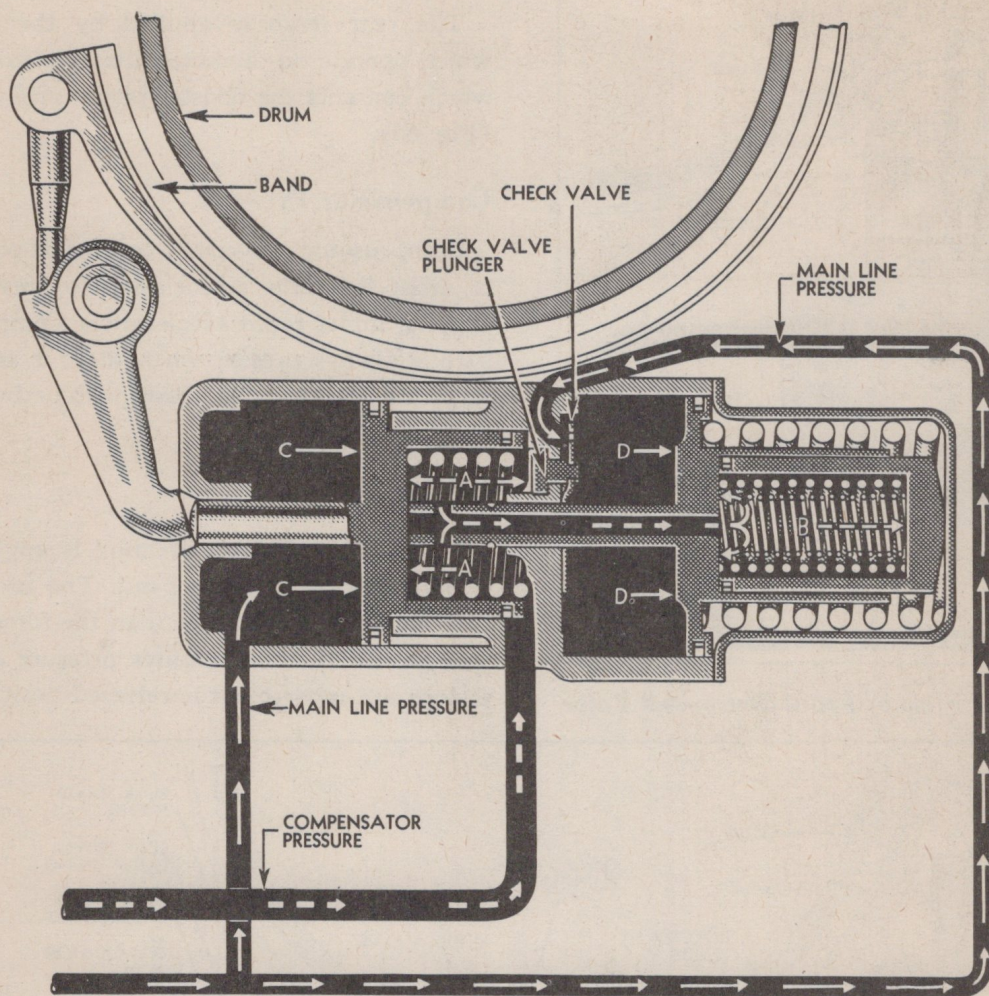 DRUM
BAND
CHECK VALVE
CHECK VALVE
PLUNGER
MAIN LINE
PRESSURE
C
D
A
B
A
C
D
MAIN LINE PRESSURE
COMPENSATOR
PRESSURE